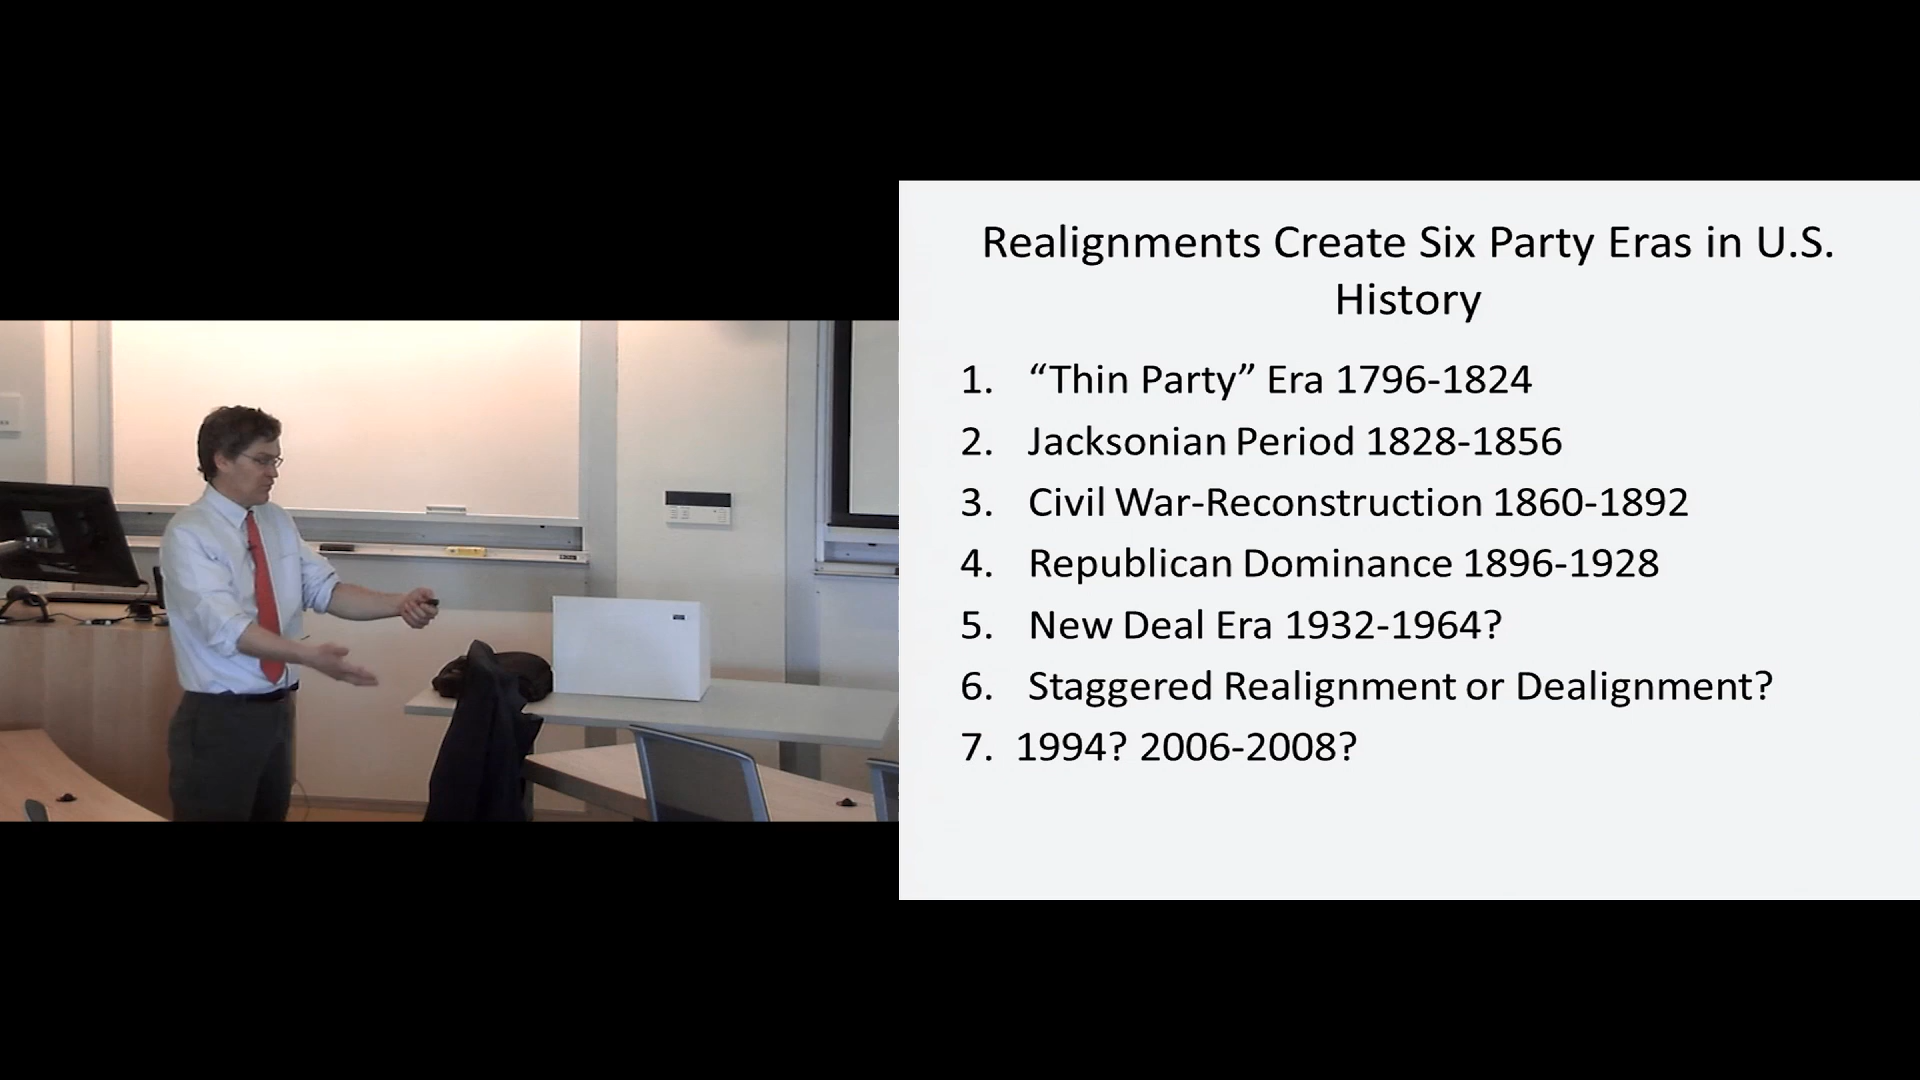 Realignments Create Six Party Eras in U.S.
History
1. “Thin Party” Era 1796-1824
2. Jacksonian Period 1828-1856
3. Civil War-Reconstruction 1860-1892
4. Republican Dominance 1896-1928
5. New Deal Era 1932-1964?
6. Staggered Realignment or Dealignment?
7. 1994? 2006-2008?